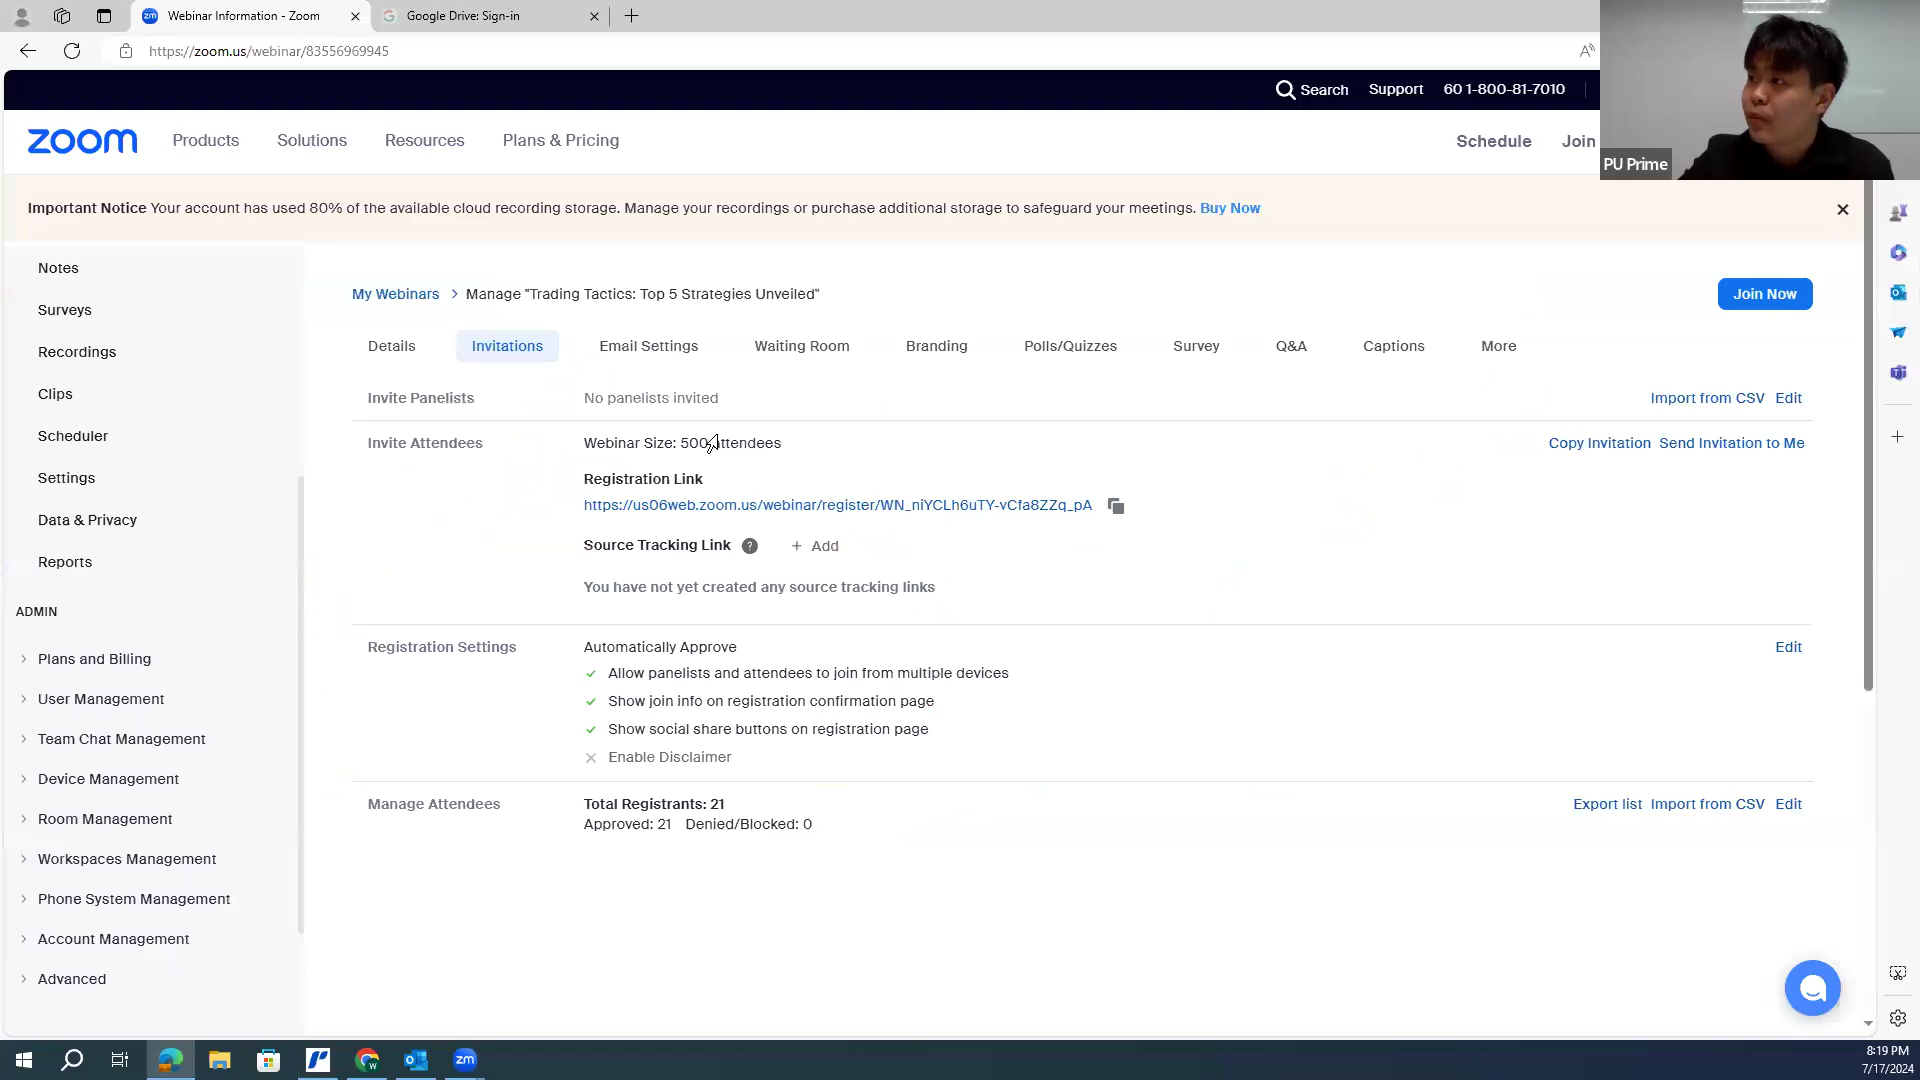 Webinar Information - Zoom
Google Drive: Sign-in
https://zoom.us/webinar/83556969945
Search
Support
60 1-800-81-7010
zoom
Products
Solutions
Resources
Plans & Pricing
Schedule
Join
PU Prime
Important Notice Your account has used 80% of the available cloud recording storage. Manage your recordings or purchase additional storage to safeguard your meetings. Buy Now
Notes
Surveys
Recordings
Clips
Scheduler
Settings
Data & Privacy
Reports
ADMIN
Plans and Billing
User Management
Team Chat Management
Device Management
Room Management
Workspaces Management
Phone System Management
Account Management
Advanced
My Webinars > Manage "Trading Tactics: Top 5 Strategies Unveiled"
Join Now
Details
Invitations
Email Settings
Waiting Room
Branding
Polls/Quizzes
Survey
Q&A
Captions
More
Invite Panelists
No panelists invited
Import from CSV Edit
Invite Attendees
Webinar Size: 500 attendees
Copy Invitation Send Invitation to Me
Registration Link
https://us06web.zoom.us/webinar/register/WN_niYCLh6uTY-vCfa8ZZq_pA
Source Tracking Link ? + Add
You have not yet created any source tracking links
Registration Settings
Automatically Approve
Edit
Allow panelists and attendees to join from multiple devices
Show join info on registration confirmation page
Show social share buttons on registration page
Enable Disclaimer
Manage Attendees
Total Registrants: 21
Export list Import from CSV Edit
Approved: 21 Denied/Blocked: 0
zm
8:19 PM
7/17/2024